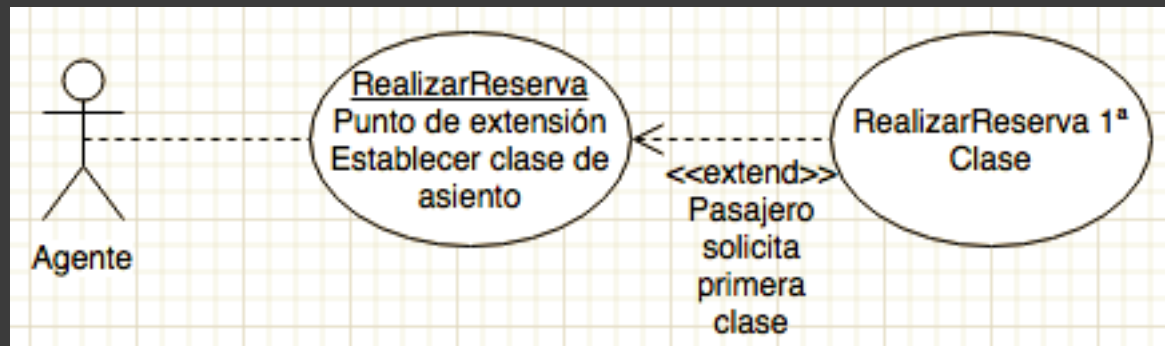 RealizarReserva
Punto de extensión
Establecer clase de
asiento
RealizarReserva 1ª
Clase
<<extend>>
Pasajero
solicita
primera
clase
Agente